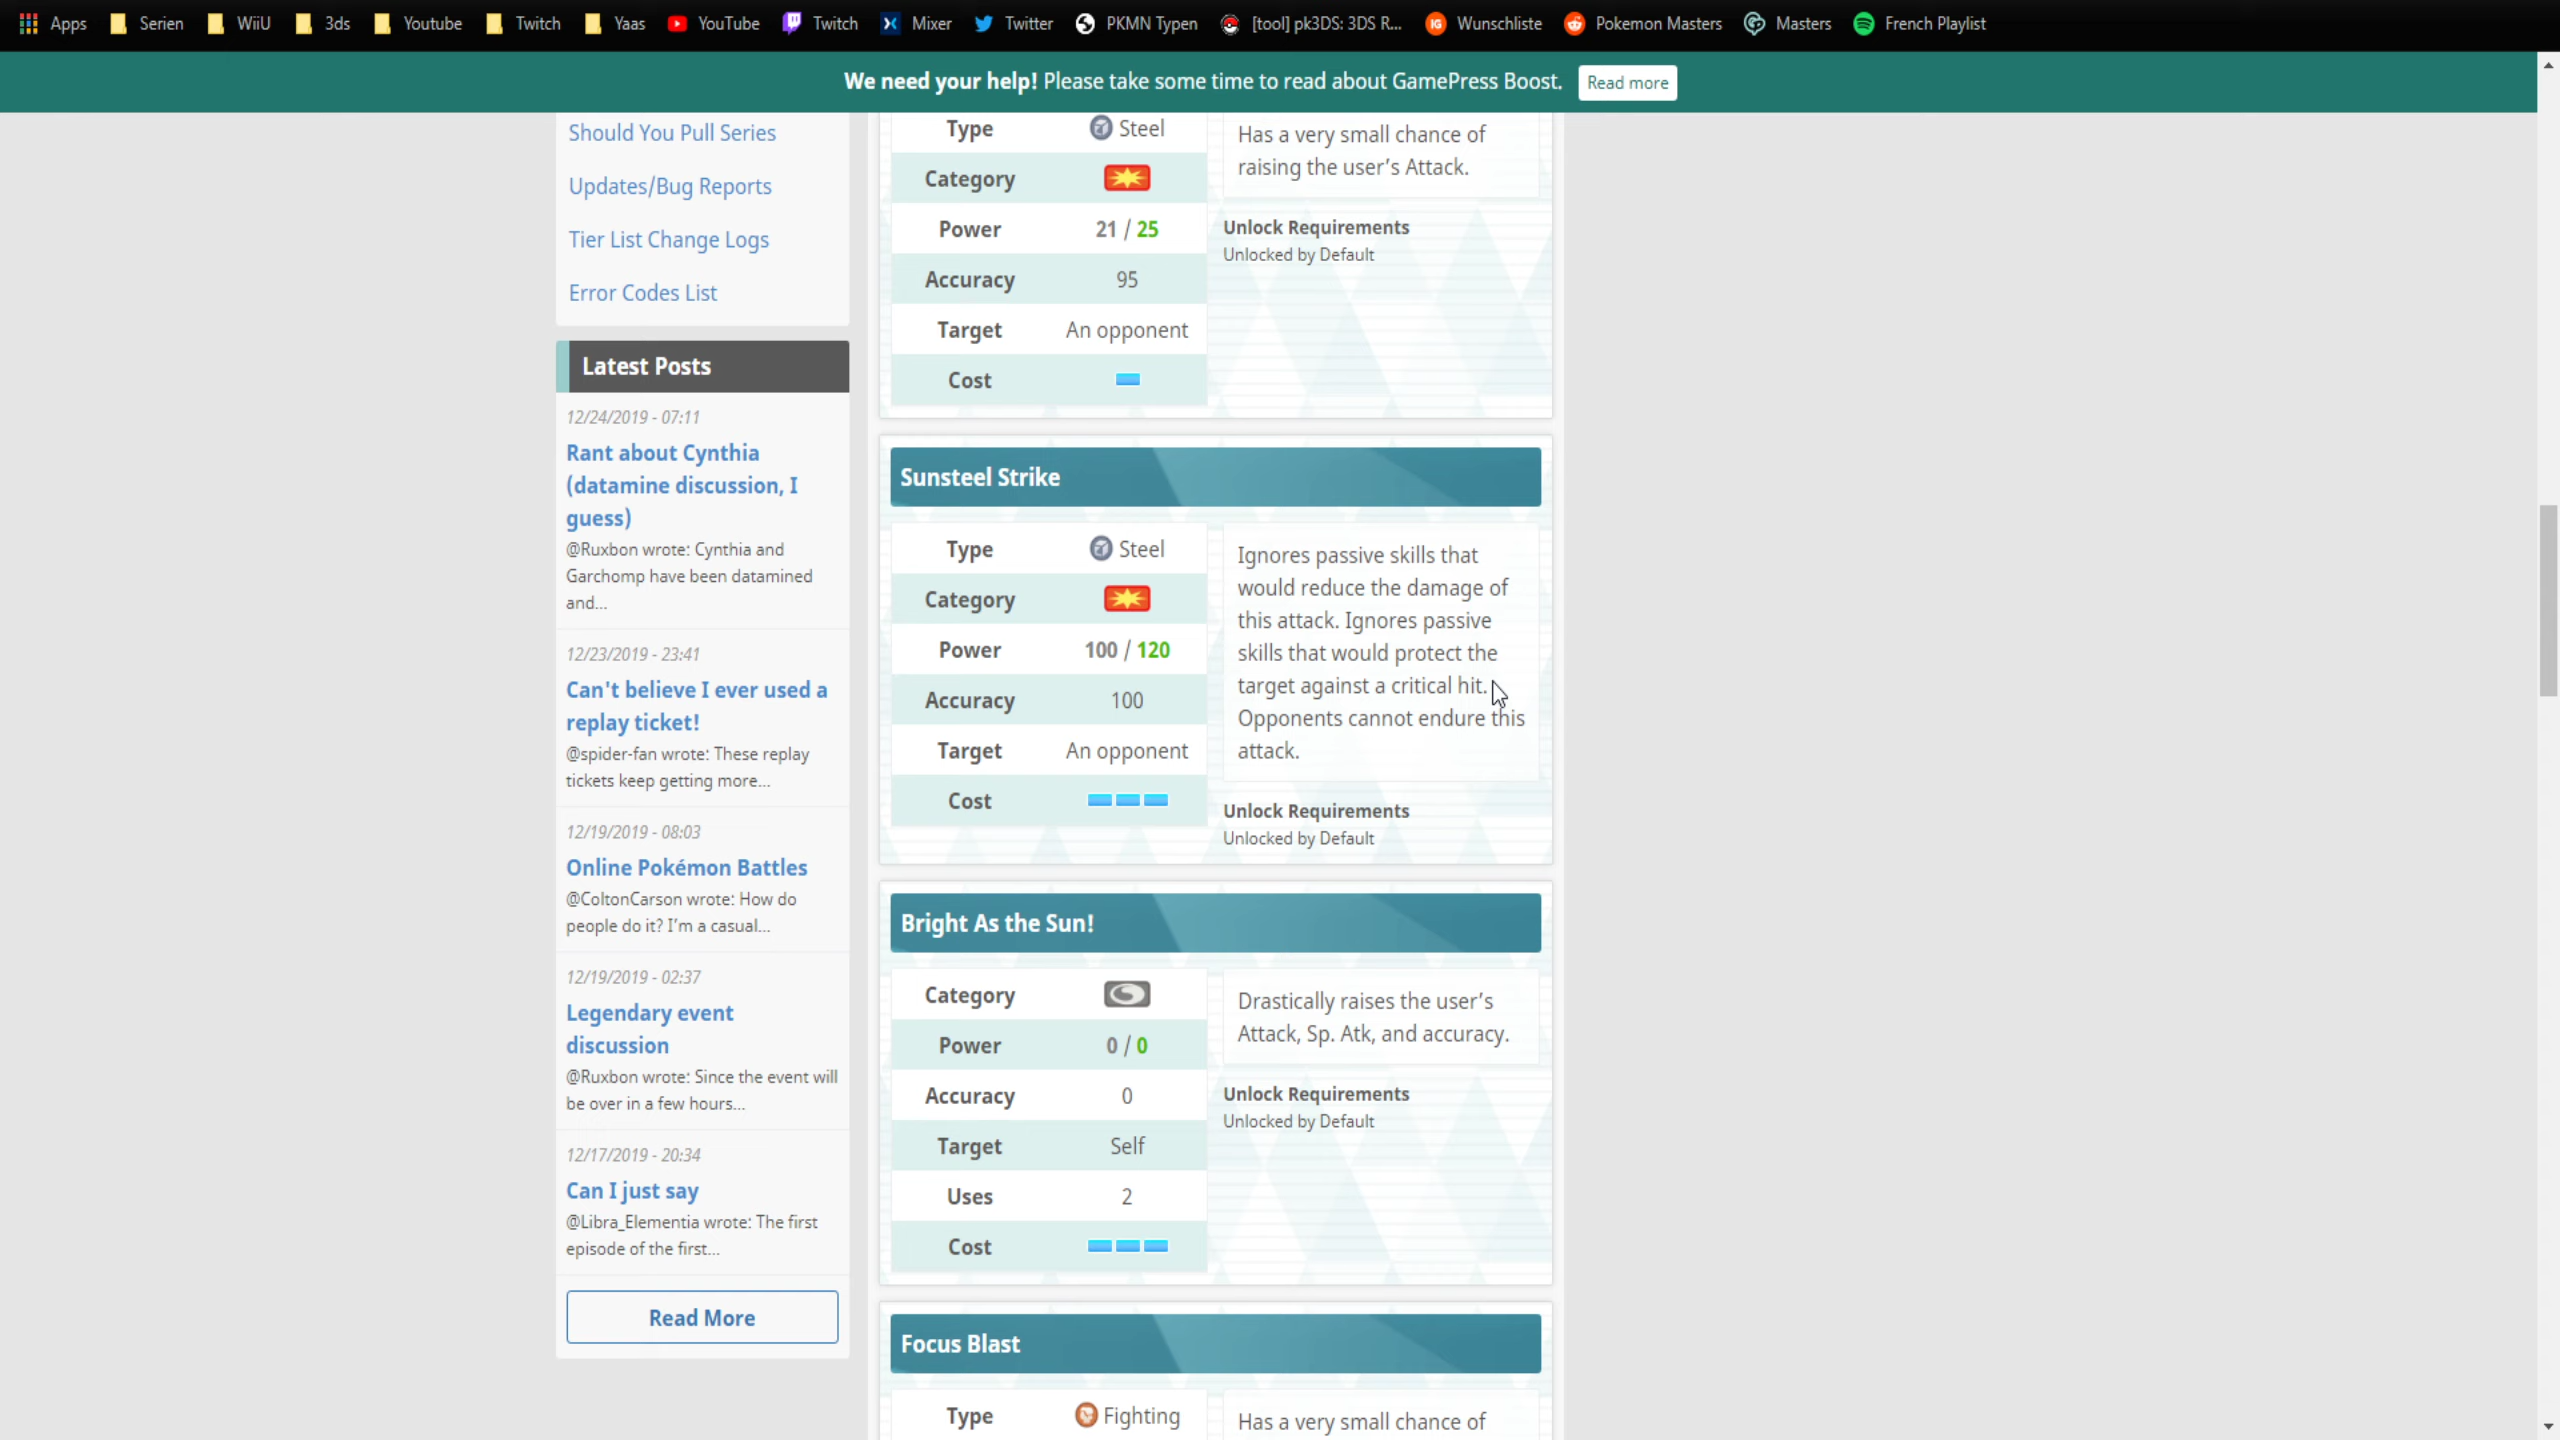 Apps Serien WiiU 3ds Youtube Twitch Yaas YouTube Twitch Mixer Twitter PKMN Typen [tool] pk3DS: 3DS R... Wunschliste Pokemon Masters Masters French Playlist
We need your help! Please take some time to read about GamePress Boost. Read more
Should You Pull Series
Updates/Bug Reports
Tier List Change Logs
Error Codes List
Latest Posts
12/24/2019 - 07:11
Rant about Cynthia
(datamine discussion, I
guess)
@Ruxbon wrote: Cynthia and
Garchomp have been datamined
and...
12/23/2019 - 23:41
Can't believe I ever used a
replay ticket!
@spider-fan wrote: These replay
tickets keep getting more...
12/19/2019 - 08:03
Online Pokémon Battles
@ColtonCarson wrote: How do
people do it? I'm a casual...
12/19/2019 - 02:37
Legendary event
discussion
@Ruxbon wrote: Since the event will
be over in a few hours...
12/17/2019 - 20:34
Can I just say
@Libra_Elementia wrote: The first
episode of the first...
Read More
Type Steel
Category
Power 21 / 25
Accuracy 95
Target An opponent
Cost
Has a very small chance of
raising the user's Attack.
Unlock Requirements
Unlocked by Default
Sunsteel Strike
Type Steel
Category
Power 100 / 120
Accuracy 100
Target An opponent
Cost
Ignores passive skills that
would reduce the damage of
this attack. Ignores passive
skills that would protect the
target against a critical hit.
Opponents cannot endure this
attack.
Unlock Requirements
Unlocked by Default
Bright As the Sun!
Category
Power 0 / 0
Accuracy 0
Target Self
Uses 2
Cost
Drastically raises the user's
Attack, Sp. Atk, and accuracy.
Unlock Requirements
Unlocked by Default
Focus Blast
Type Fighting
Has a very small chance of